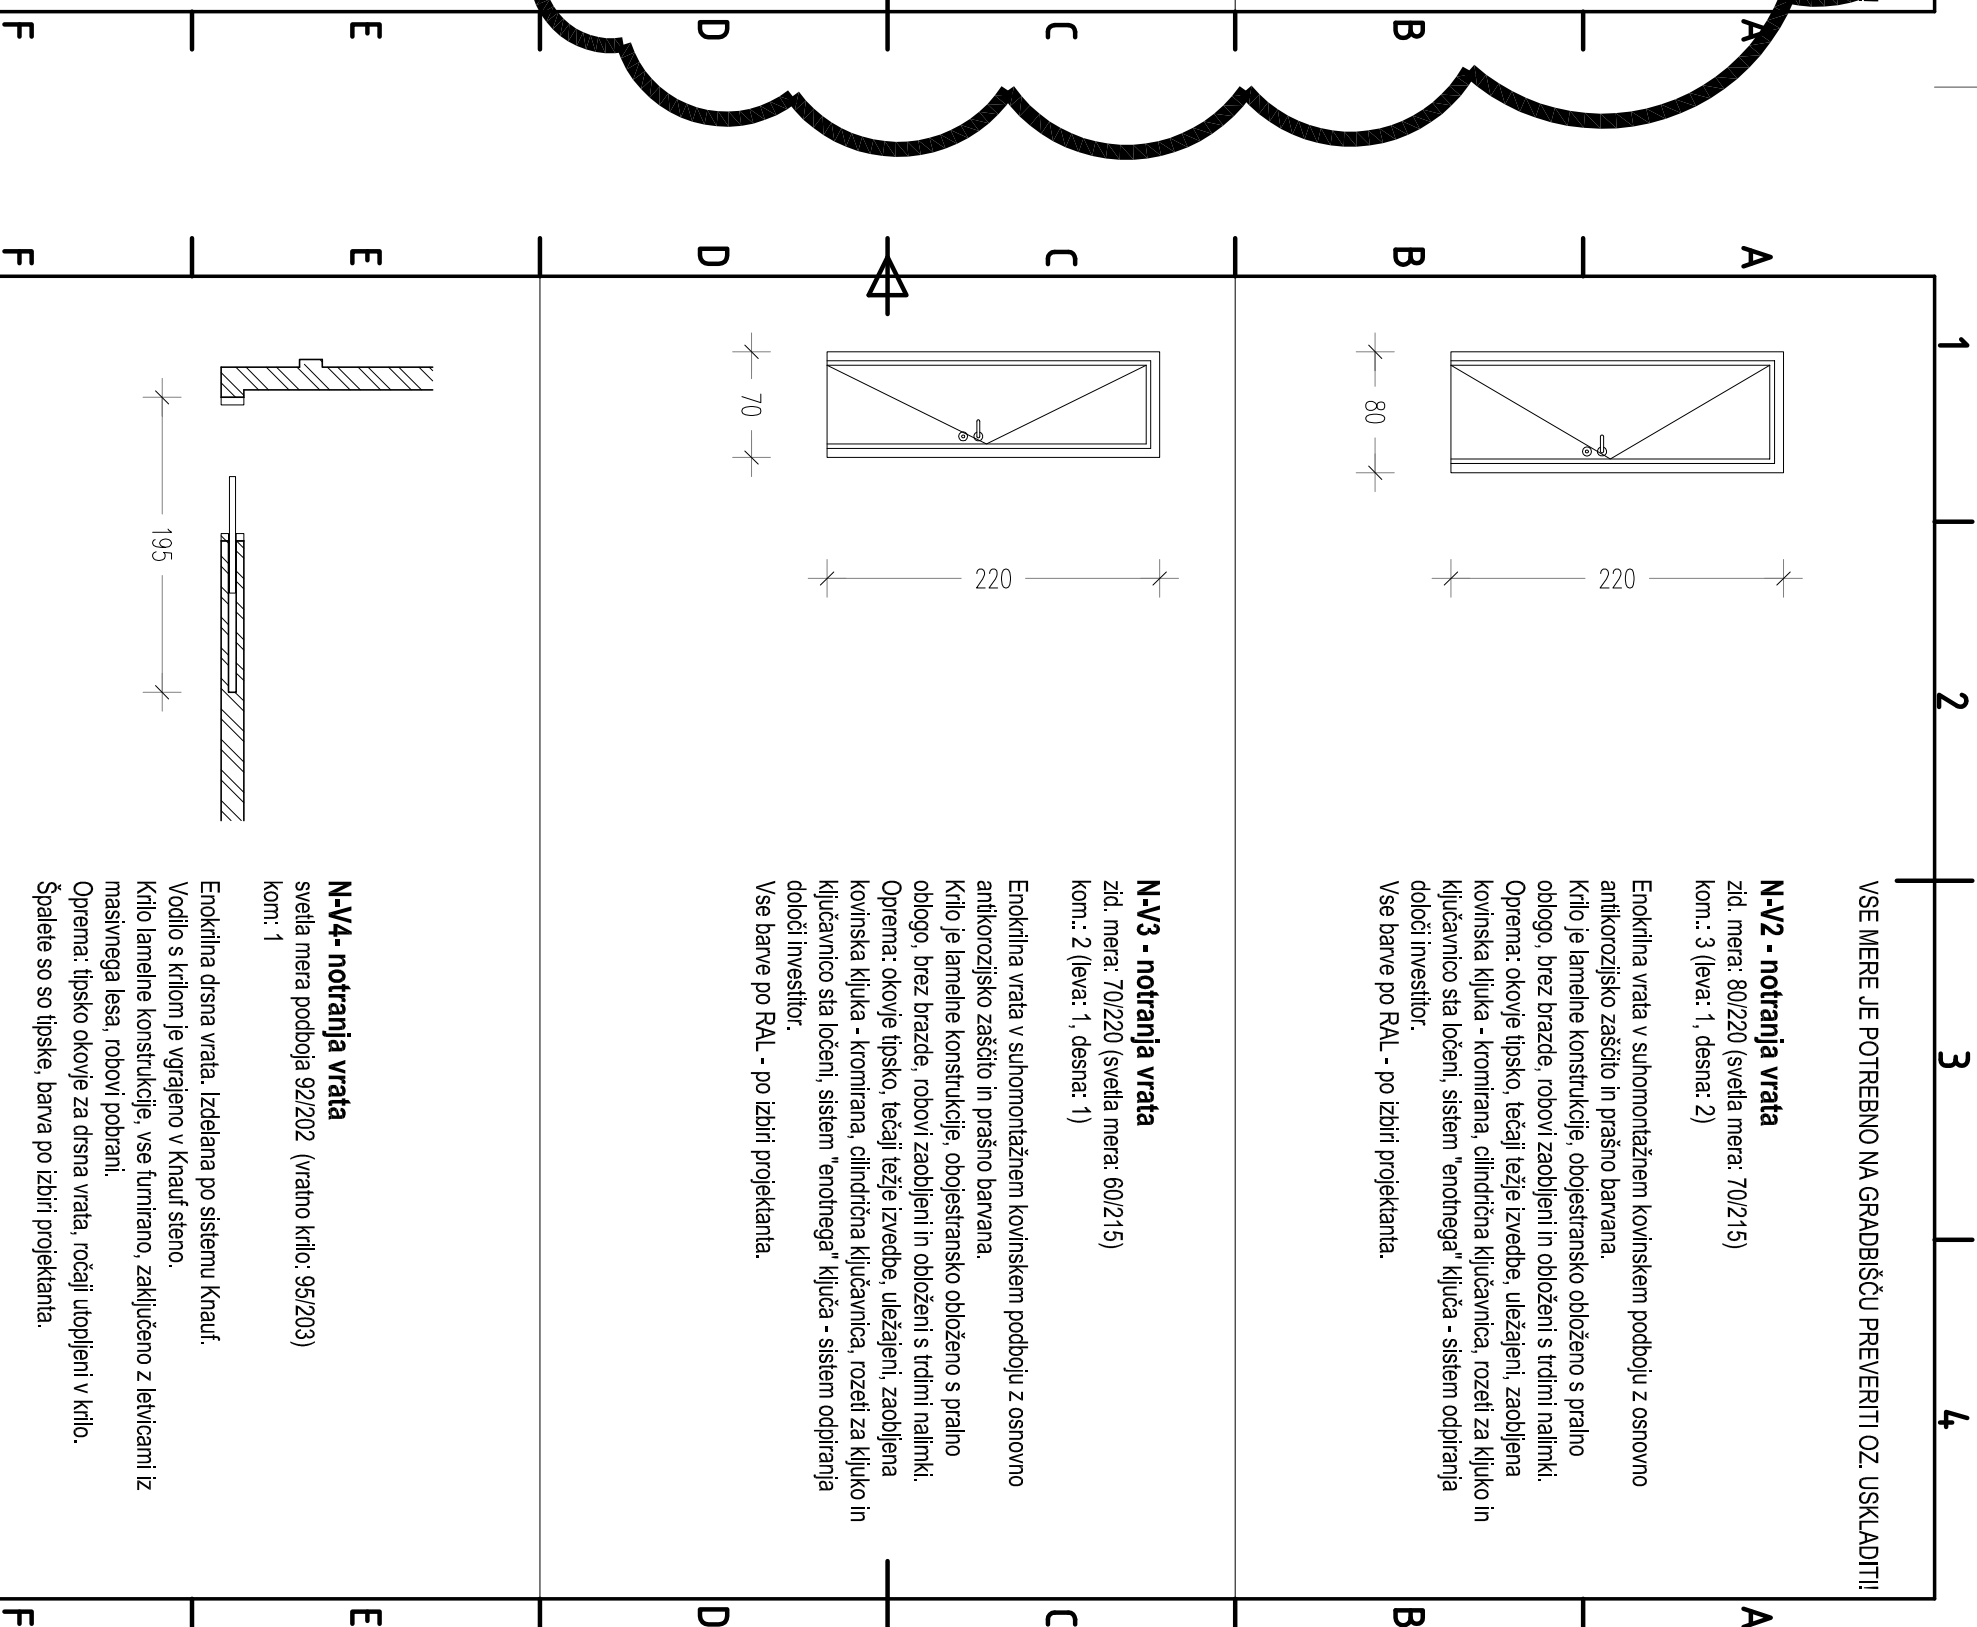 VSE MERE JE POTREBNO NA GRADBIŠČU PREVERITI OZ. USKLADITI!
N-V2 - notranja vrata
zid. mera: 80/220 (svetla mera: 70/215)
kom.: 3 (leva: 1, desna: 2)
Enokrilna vrata v suhomontažnem kovinskem podboju z osnovno
antikorozijsko zaščito in prašno barvana.
Krilo je lamelne konstrukcije, obojestransko obloženo s pralno
oblogo, brez brazde, robovi zaobljeni in obloženi s trdimi nalimki.
Oprema: okovje tipsko, tečaji težje izvedbe, uležajeni, zaobljena
kovinska kljuka - kromirana, cilindrična ključavnica, rozeti za kljuko in
ključavnico sta ločeni, sistem "enotnega" ključa - sistem odpiranja
določi investitor.
Vse barve po RAL - po izbiri projektanta.
80
220
N-V3 - notranja vrata
zid. mera: 70/220 (svetla mera: 60/215)
kom.: 2 (leva: 1, desna: 1)
Enokrilna vrata v suhomontažnem kovinskem podboju z osnovno
antikorozijsko zaščito in prašno barvana.
Krilo je lamelne konstrukcije, obojestransko obloženo s pralno
oblogo, brez brazde, robovi zaobljeni in obloženi s trdimi nalimki.
Oprema: okovje tipsko, tečaji težje izvedbe, uležajeni, zaobljena
kovinska kljuka - kromirana, cilindrična ključavnica, rozeti za kljuko in
ključavnico sta ločeni, sistem "enotnega" ključa - sistem odpiranja
določi investitor.
Vse barve po RAL - po izbiri projektanta.
70
220
N-V4- notranja vrata
svetla mera podboja 92/202 (vratno krilo: 95/203)
kom: 1
Enokrilna drsna vrata. Izdelana po sistemu Knauf.
Vodilo s krilom je vgrajeno v Knauf steno.
Krilo lamelne konstrukcije, vse furnirano, zaključeno z letvicami iz
masivnega lesa, robovi pobrani.
Oprema: tipsko okovje za drsna vrata, ročaji utopljeni v krilo.
Špalete so so tipske, barva po izbiri projektanta.
195
1
2
3
4
A
B
C
D
E
F
A
B
C
D
E
F
A
B
C
D
E
F